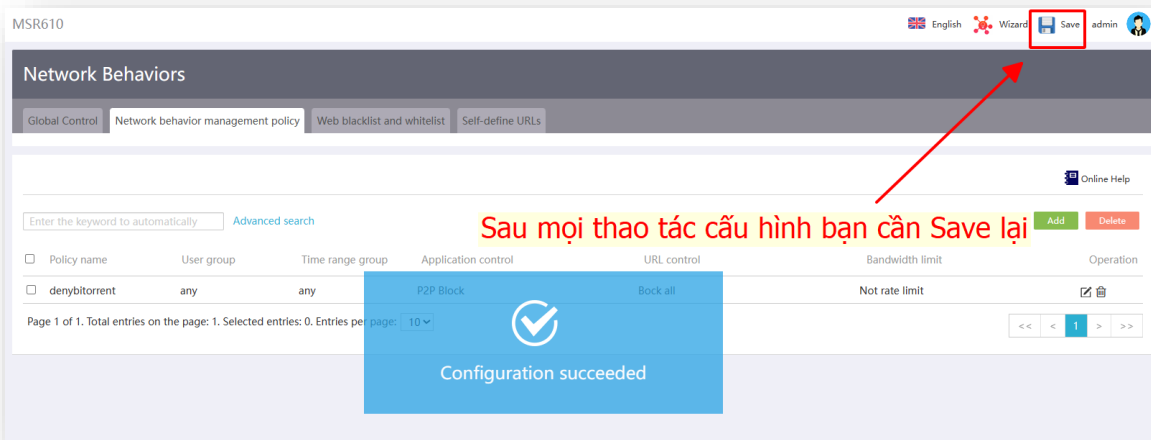 MSR610 English Wizard Save admin
Network Behaviors
Global Control Network behavior management policy Web blacklist and whitelist Self-define URLs
Online Help
Enter the keyword to automatically Advanced search Sau mọi thao tác cấu hình bạn cần Save lại Add Delete
Policy name User group Time range group Application control URL control Bandwidth limit Operation
denybitorrent any any P2P Block Bock all Not rate limit
Page 1 of 1. Total entries on the page: 1. Selected entries: 0. Entries per page: 10 << < 1 > >>
Configuration succeeded